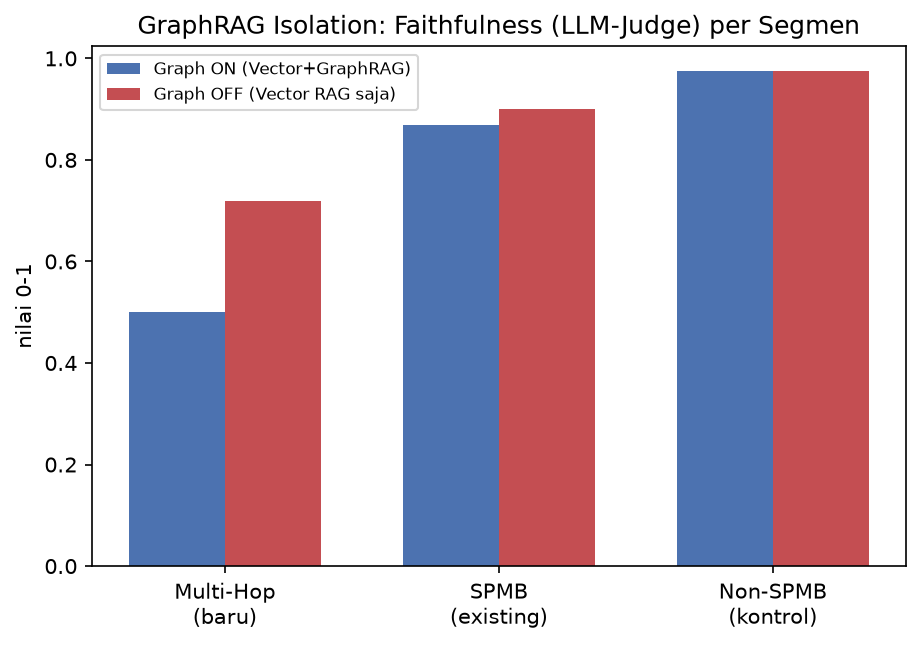 GraphRAG Isolation: Faithfulness (LLM-Judge) per Segmen
Graph ON (Vector+GraphRAG)
Graph OFF (Vector RAG saja)
nilai 0-1
1.0
0.8
0.6
0.4
0.2
0.0
Multi-Hop
(baru)
SPMB
(existing)
Non-SPMB
(kontrol)